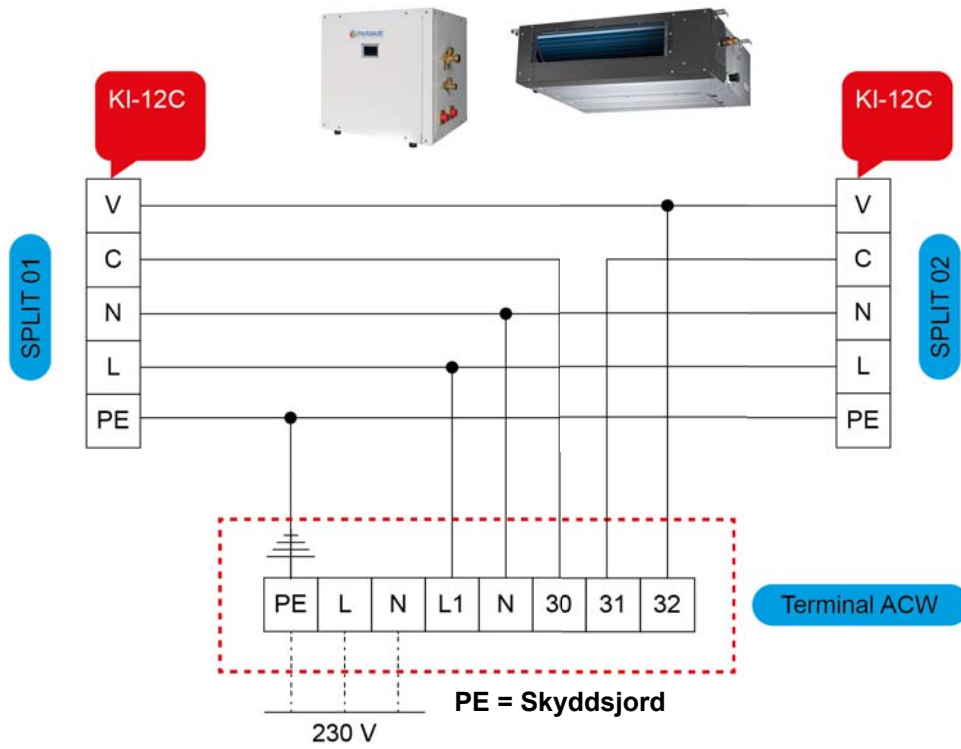 PARABUR
KI-12C
KI-12C
V
V
C
C
SPLIT 01
SPLIT 02
N
N
L
L
PE
PE
PE L N L1 N 30 31 32
Terminal ACW
PE = Skyddsjord
230 V